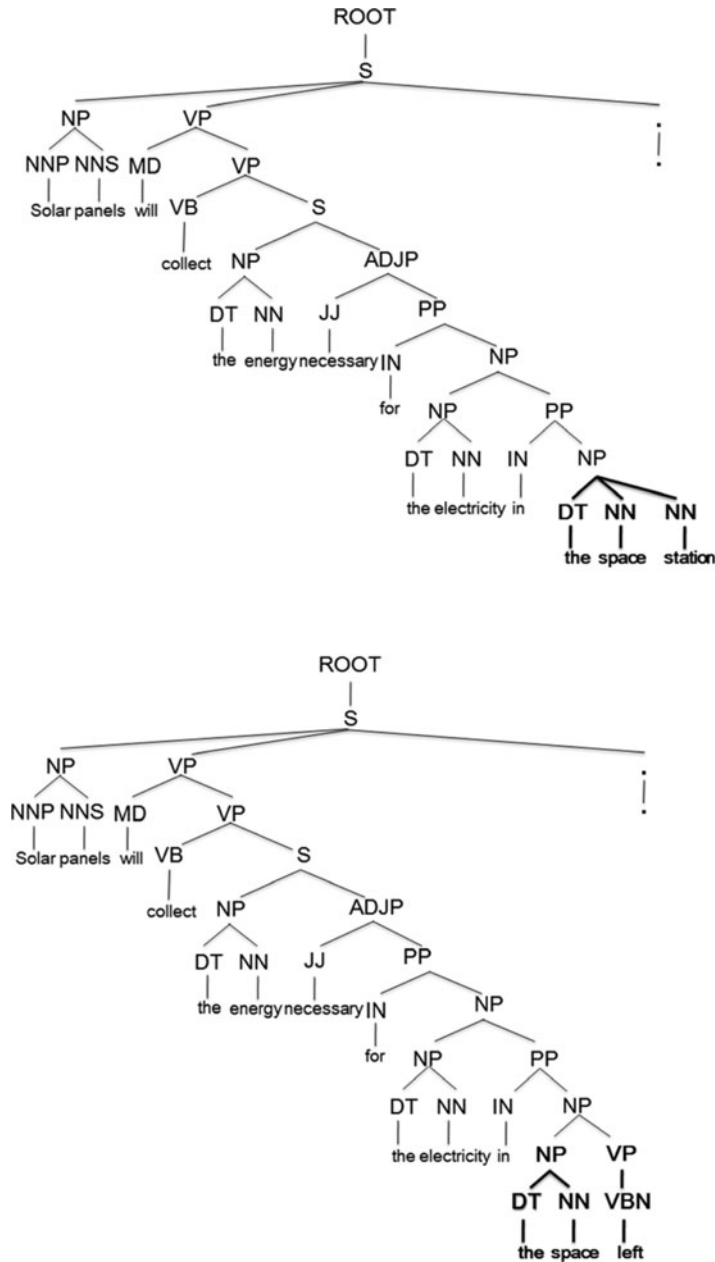 ROOT
S
NP VP .
NNP NNS MD VP .
Solar panels will VB S
collect NP ADJP
DT NN JJ PP
the energy necessary IN NP
for NP PP
DT NN IN NP
the electricity in DT NN NN
the space station
ROOT
S
NP VP .
NNP NNS MD VP .
Solar panels will VB S
collect NP ADJP
DT NN JJ PP
the energy necessary IN NP
for NP PP
DT NN IN NP
the electricity in NP VP
DT NN VBN
the space left